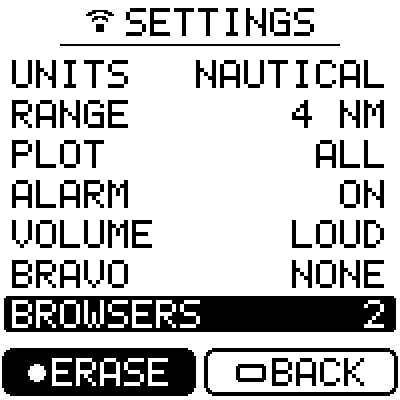 SETTINGS
UNITS NAUTICAL
RANGE 4 NM
PLOT ALL
ALARM ON
VOLUME LOUD
BRAVO NONE
BROWSERS 2
ERASE BACK